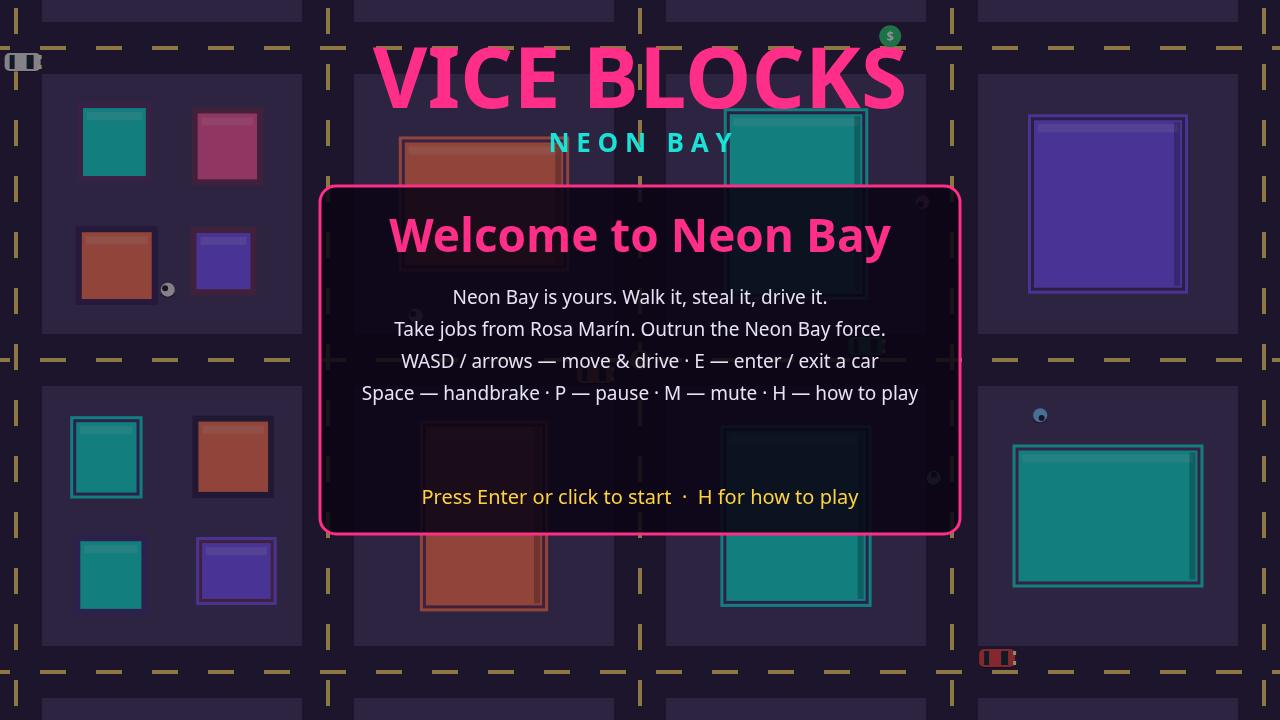 $
VICE BLOCKS
NEON BAY
Welcome to Neon Bay
Neon Bay is yours. Walk it, steal it, drive it.
Take jobs from Rosa Marín. Outrun the Neon Bay force.
WASD / arrows — move & drive · E — enter / exit a car
Space — handbrake · P — pause · M — mute · H — how to play
Press Enter or click to start · H for how to play